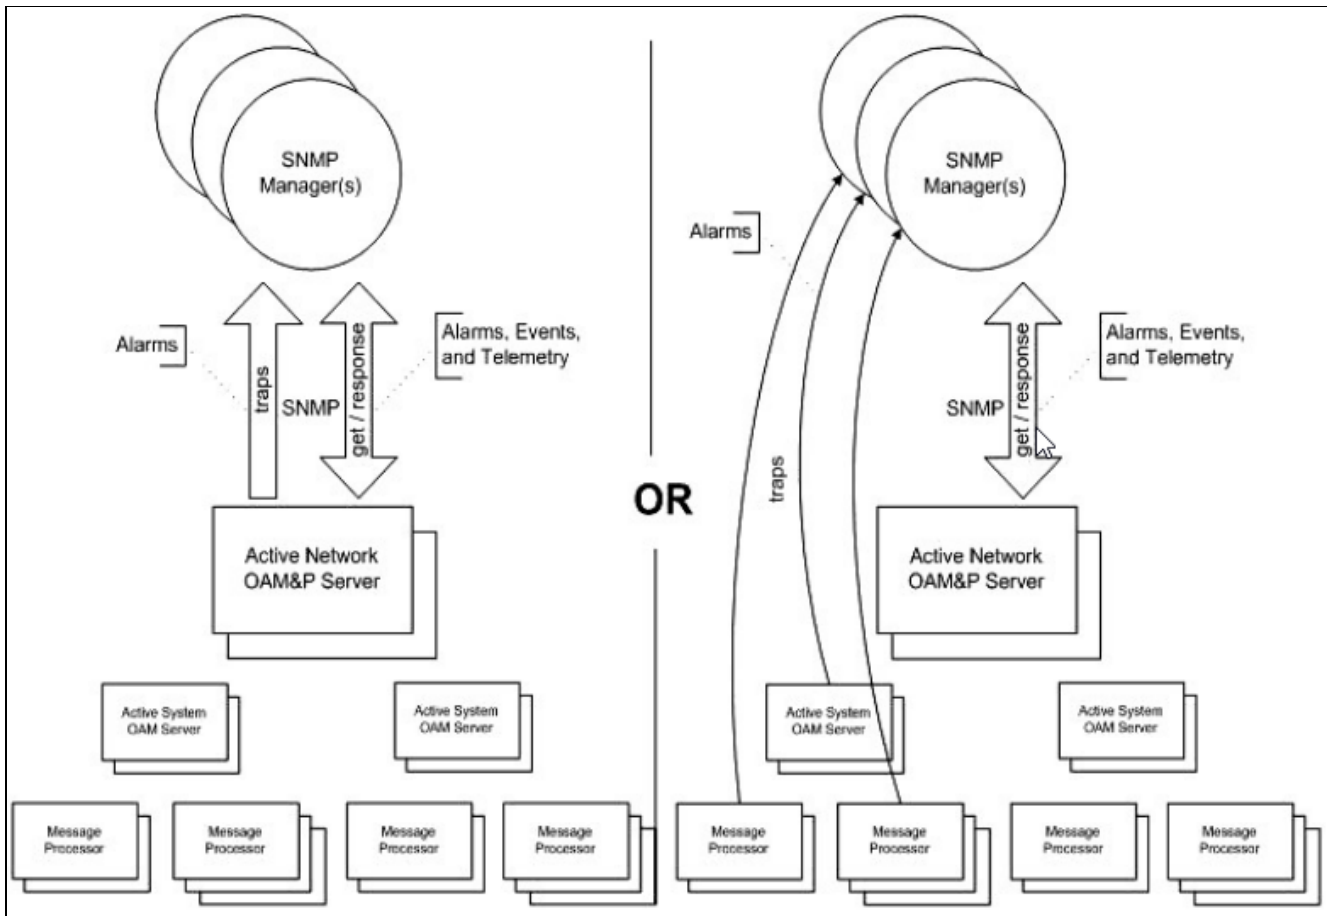 SNMP
Manager(s)
Alarms
traps
SNMP
get / response
Alarms, Events,
and Telemetry
Active Network
OAM&P Server
Active System
OAM Server
Active System
OAM Server
Message
Processor
Message
Processor
Message
Processor
Message
Processor
OR
SNMP
Manager(s)
Alarms
traps
SNMP
get / response
Alarms, Events,
and Telemetry
Active Network
OAM&P Server
Active System
OAM Server
Active System
OAM Server
Message
Processor
Message
Processor
Message
Processor
Message
Processor